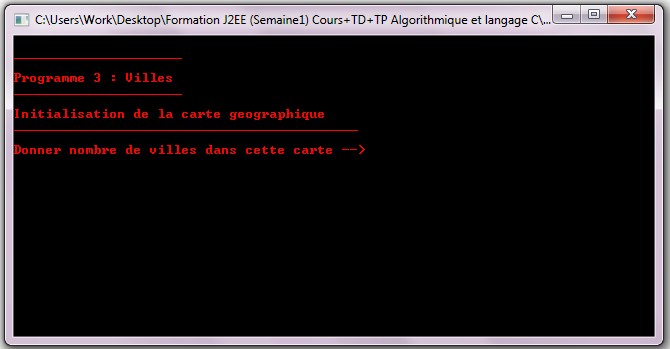 C:\Users\Work\Desktop\Formation J2EE (Semaine1) Cours+TD+TP Algorithmique et langage C\...
Programme 3 : Villes
Initialisation de la carte geographique
Donner nombre de villes dans cette carte -->